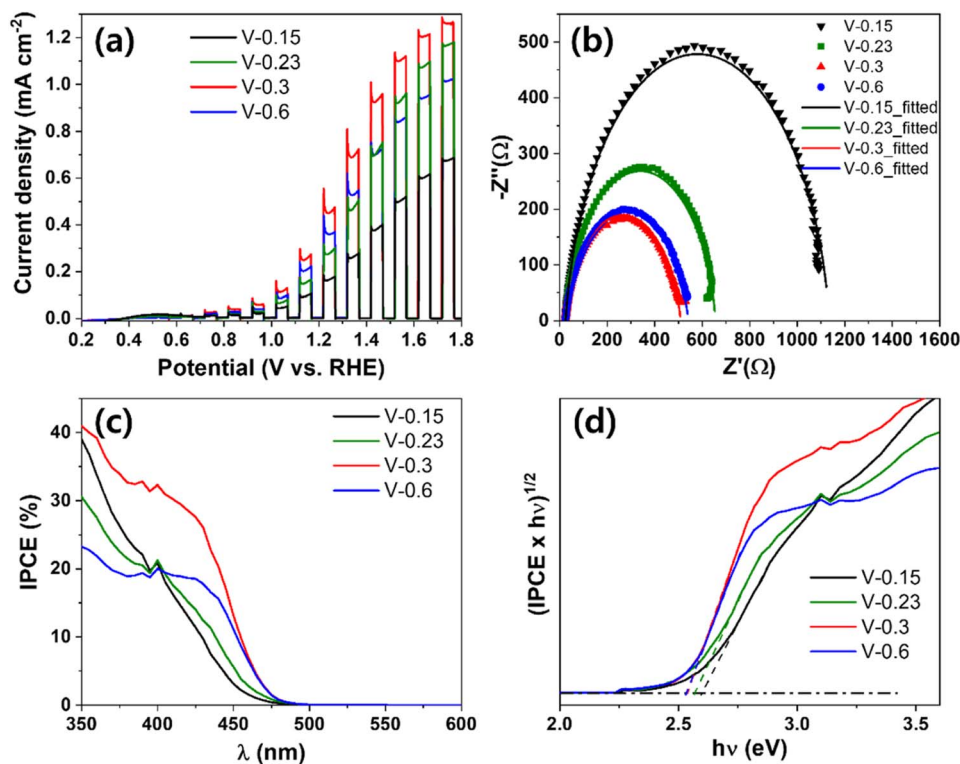 (a)
V-0.15
V-0.23
V-0.3
V-0.6
Current density (mA cm⁻²)
1.2
1.0
0.8
0.6
0.4
0.2
0.0
0.2 0.4 0.6 0.8 1.0 1.2 1.4 1.6 1.8
Potential (V vs. RHE)
(b)
V-0.15
V-0.23
V-0.3
V-0.6
V-0.15_fitted
V-0.23_fitted
V-0.3_fitted
V-0.6_fitted
-Z''(Ω)
500
400
300
200
100
0
0 200 400 600 800 1000 1200 1400 1600
Z'(Ω)
(c)
V-0.15
V-0.23
V-0.3
V-0.6
IPCE (%)
40
30
20
10
0
350 400 450 500 550 600
λ (nm)
(d)
(IPCE x hν)^1/2
V-0.15
V-0.23
V-0.3
V-0.6
2.0 2.5 3.0 3.5
hν (eV)